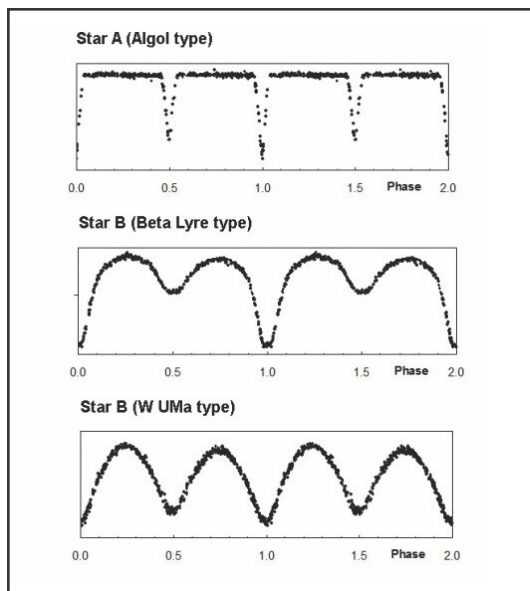 Star A (Algol type)
0.0 0.5 1.0 1.5 Phase 2.0
Star B (Beta Lyre type)
0.0 0.5 1.0 1.5 Phase 2.0
Star B (W UMa type)
0.0 0.5 1.0 1.5 Phase 2.0